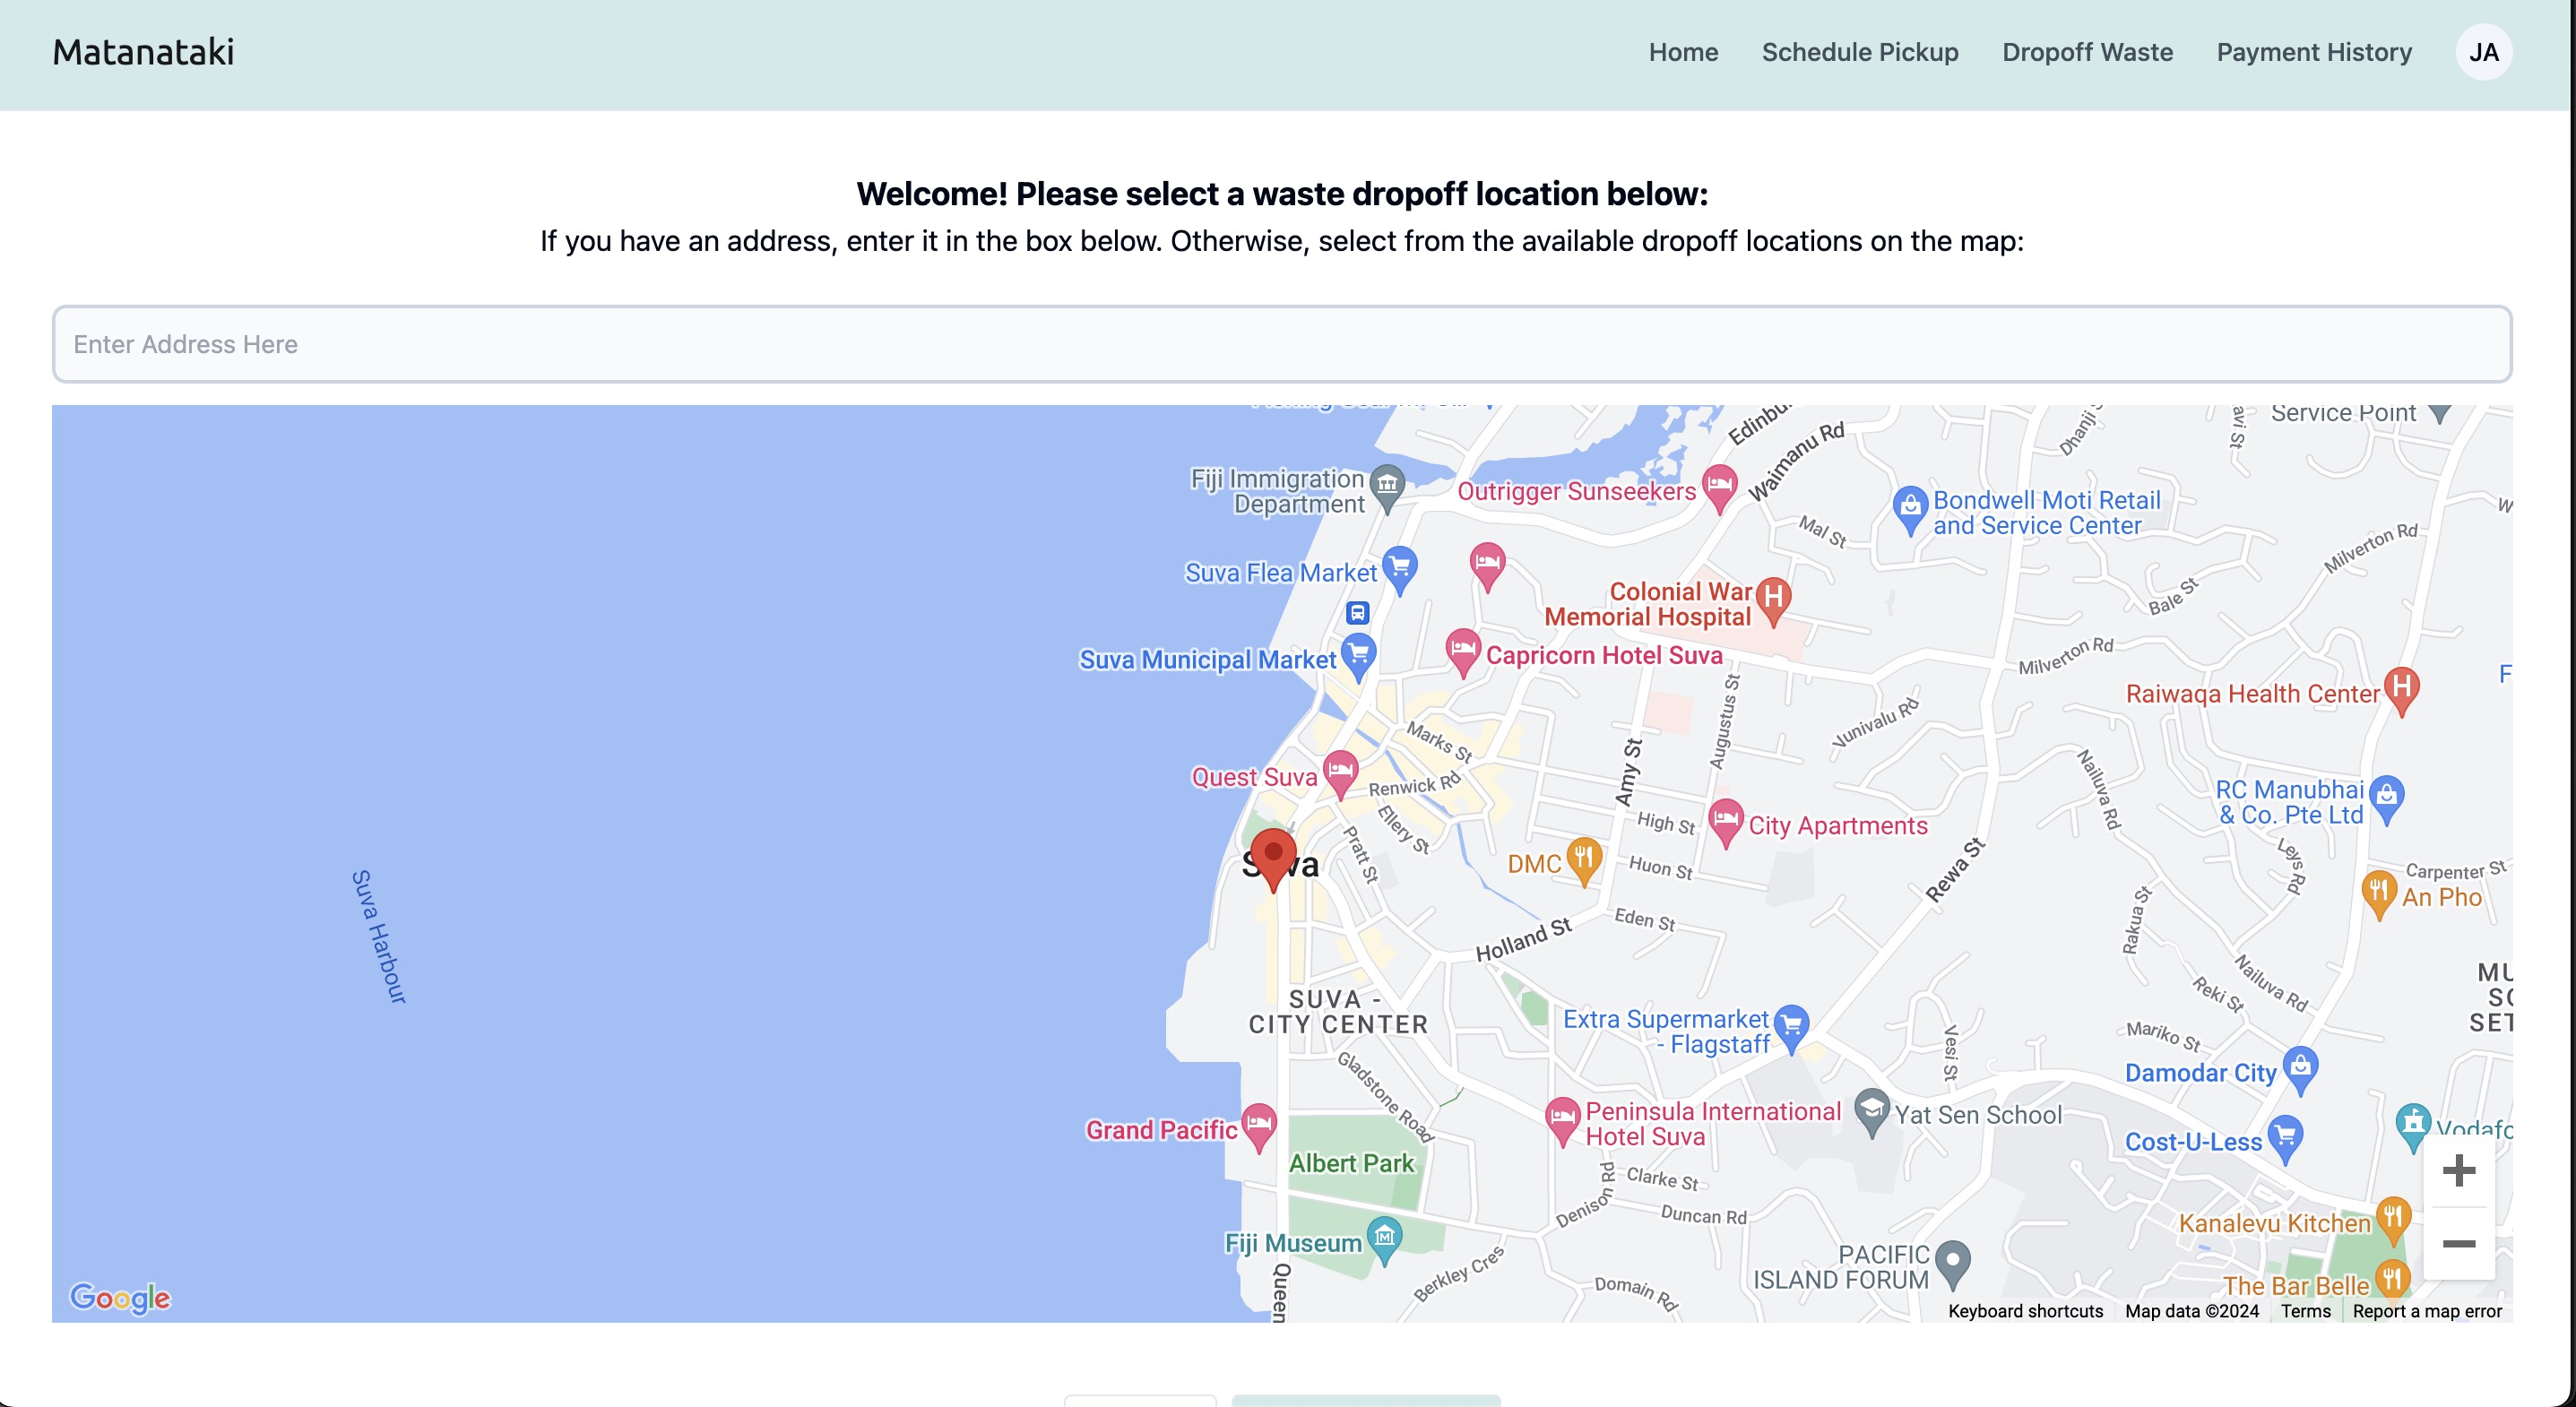 Matanataki
Home
Schedule Pickup
Dropoff Waste
Payment History
JA
Welcome! Please select a waste dropoff location below:
If you have an address, enter it in the box below. Otherwise, select from the available dropoff locations on the map:
Enter Address Here
Service Point
Waimanu Rd
Fiji Immigration
Department
Outrigger Sunseekers
Bondwell Moti Retail
and Service Center
Mal St
Milverton Rd
Suva Flea Market
Colonial War
Memorial Hospital
Bale St
Suva Municipal Market
Capricorn Hotel Suva
Milverton Rd
Raiwaqa Health Center
Augustus St
Vunivalu Rd
Marks St
Quest Suva
Renwick Rd
Amy St
Nailuva Rd
RC Manubhai
& Co. Pte Ltd
Ellery St
High St
City Apartments
Pratt St
DMC
Huon St
Rewa St
Leys Rd
Carpenter St
An Pho
Suva Harbour
Eden St
Holland St
Rakua St
Nailuva Rd
Reki St
SUVA -
CITY CENTER
Extra Supermarket
- Flagstaff
Vesi St
Mariko St
Damodar City
Gladstone Road
Grand Pacific
Peninsula International
Hotel Suva
Yat Sen School
Cost-U-Less
Albert Park
Clarke St
Denison Rd
Duncan Rd
Kanalevu Kitchen
Fiji Museum
Berkley Cres
PACIFIC
ISLAND FORUM
Queen
Domain Rd
The Bar Belle
Google
Keyboard shortcuts
Map data ©2024
Terms
Report a map error